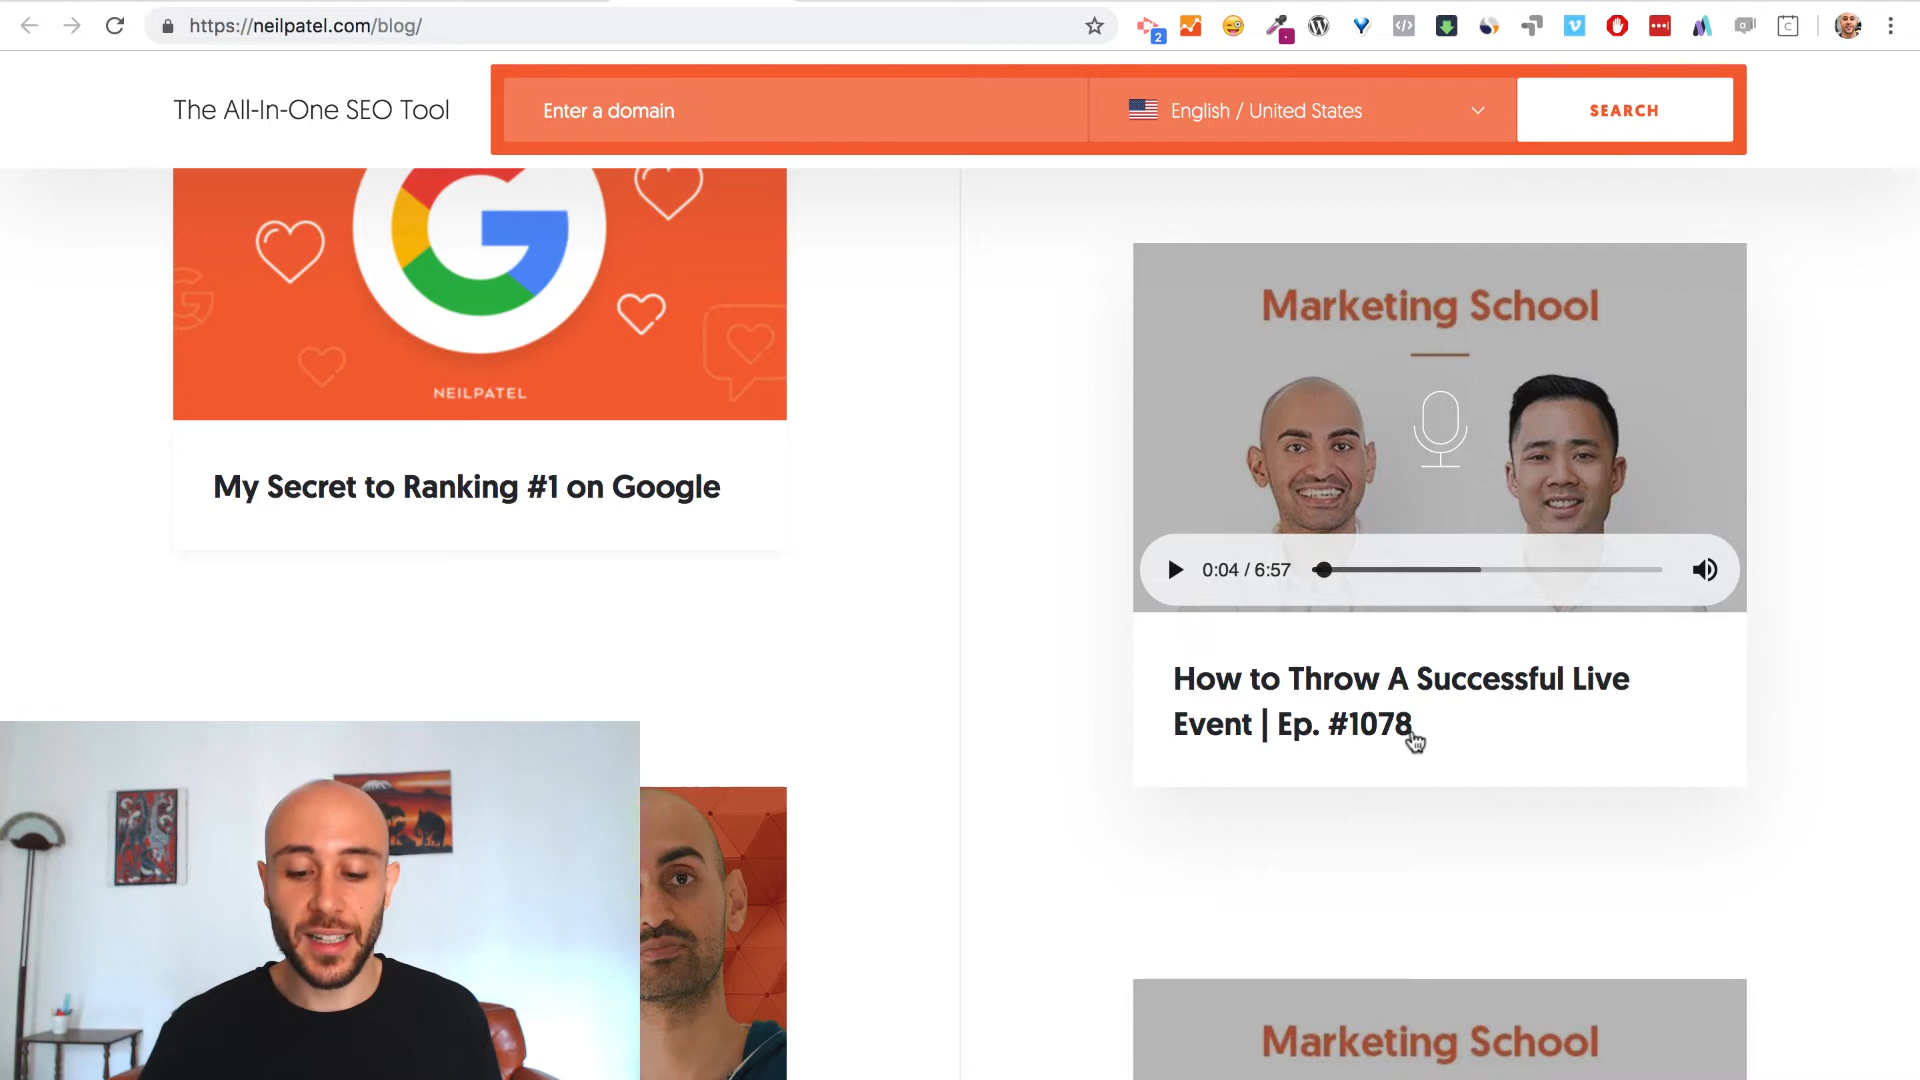 https://neilpatel.com/blog/
2
The All-In-One SEO Tool
Enter a domain
English / United States
SEARCH
NEILPATEL
My Secret to Ranking #1 on Google
Marketing School
0:04 / 6:57
How to Throw A Successful Live
Event | Ep. #1078
Marketing School